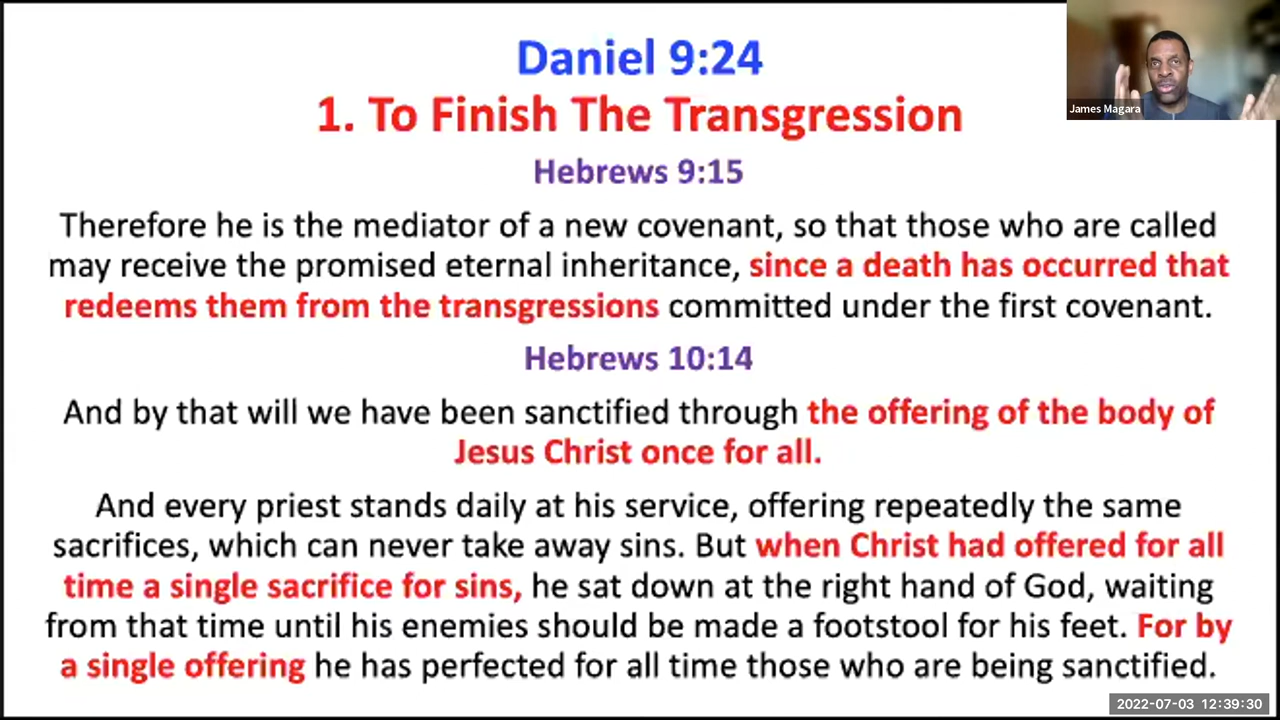 Daniel 9:24
1. To Finish The Transgression
James Magara
Hebrews 9:15
Therefore he is the mediator of a new covenant, so that those who are called
may receive the promised eternal inheritance, since a death has occurred that
redeems them from the transgressions committed under the first covenant.
Hebrews 10:14
And by that will we have been sanctified through the offering of the body of
Jesus Christ once for all.
And every priest stands daily at his service, offering repeatedly the same
sacrifices, which can never take away sins. But when Christ had offered for all
time a single sacrifice for sins, he sat down at the right hand of God, waiting
from that time until his enemies should be made a footstool for his feet. For by
a single offering he has perfected for all time those who are being sanctified.
2022-07-03 12:39:30